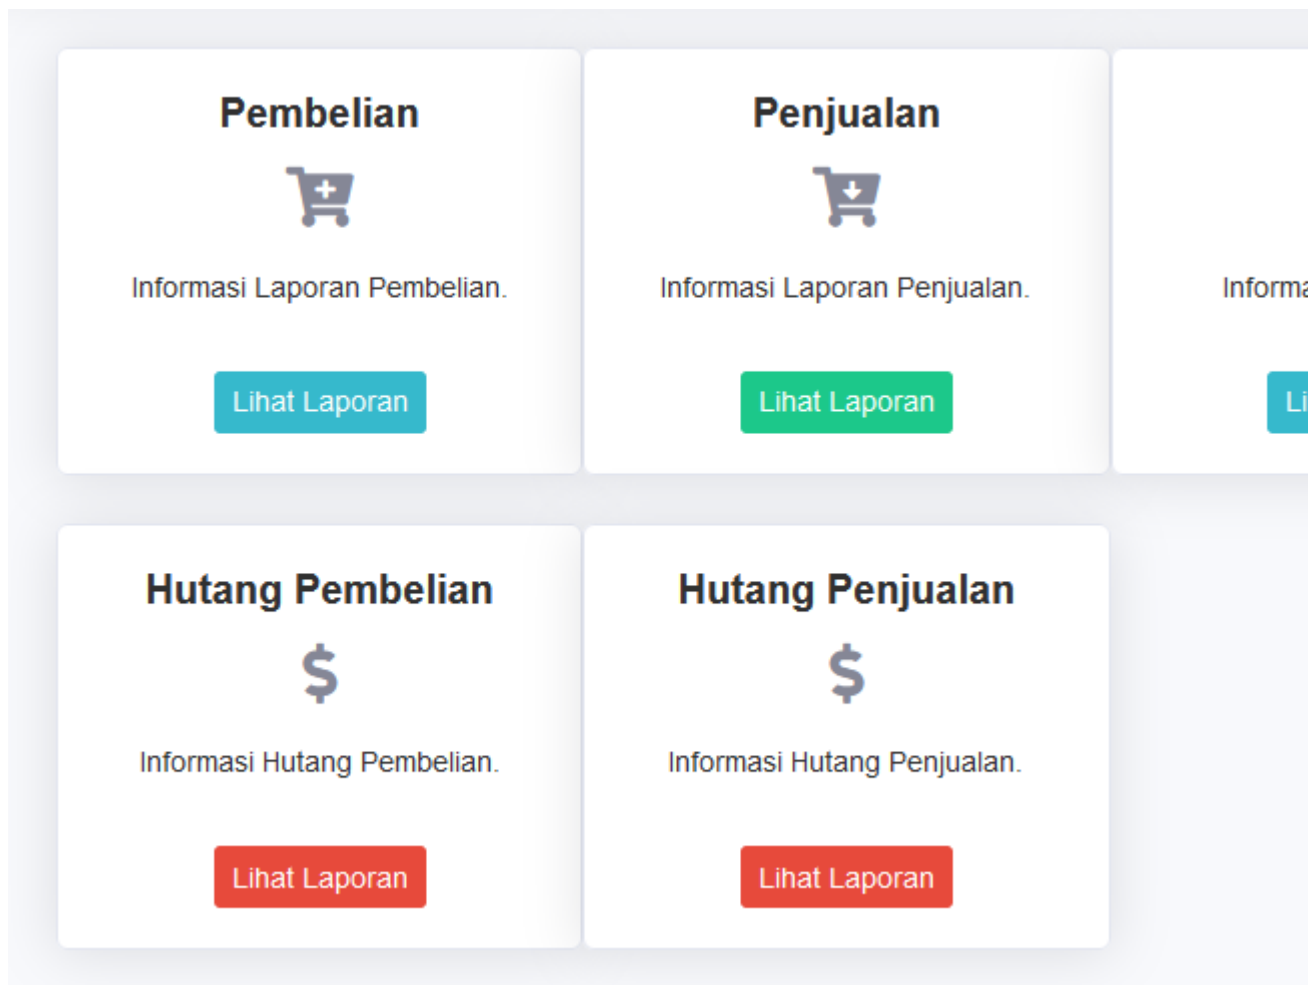 Pembelian
Penjualan
Informasi Laporan Pembelian.
Informasi Laporan Penjualan.
Lihat Laporan
Lihat Laporan
Hutang Pembelian
Hutang Penjualan
Informasi Hutang Pembelian.
Informasi Hutang Penjualan.
Lihat Laporan
Lihat Laporan